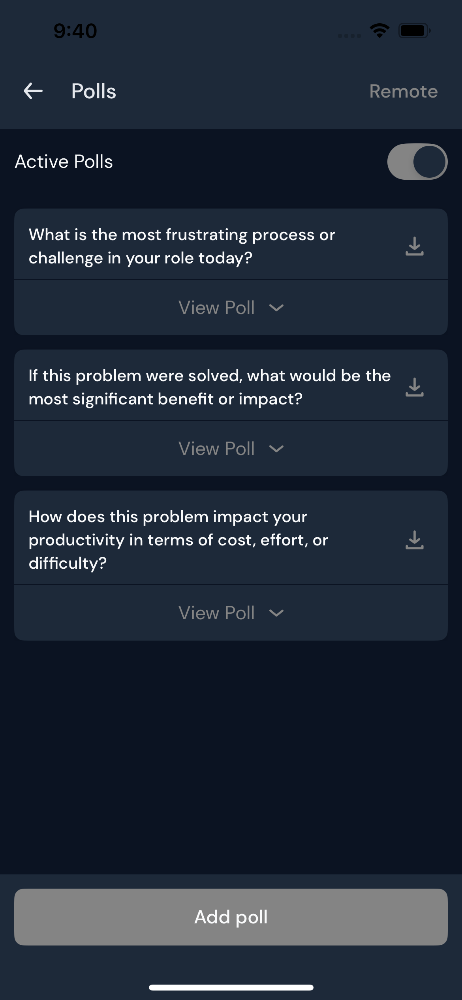 9:40
Polls
Remote
Active Polls
What is the most frustrating process or
challenge in your role today?
View Poll
If this problem were solved, what would be the
most significant benefit or impact?
View Poll
How does this problem impact your
productivity in terms of cost, effort, or
difficulty?
View Poll
Add poll